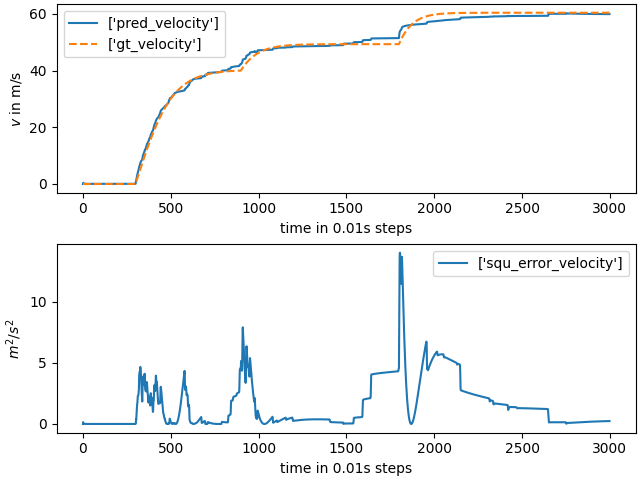 60
40
20
0
v in m/s
['pred_velocity']
['gt_velocity']
0 500 1000 1500 2000 2500 3000
time in 0.01s steps
10
5
0
m²/s²
['squ_error_velocity']
0 500 1000 1500 2000 2500 3000
time in 0.01s steps